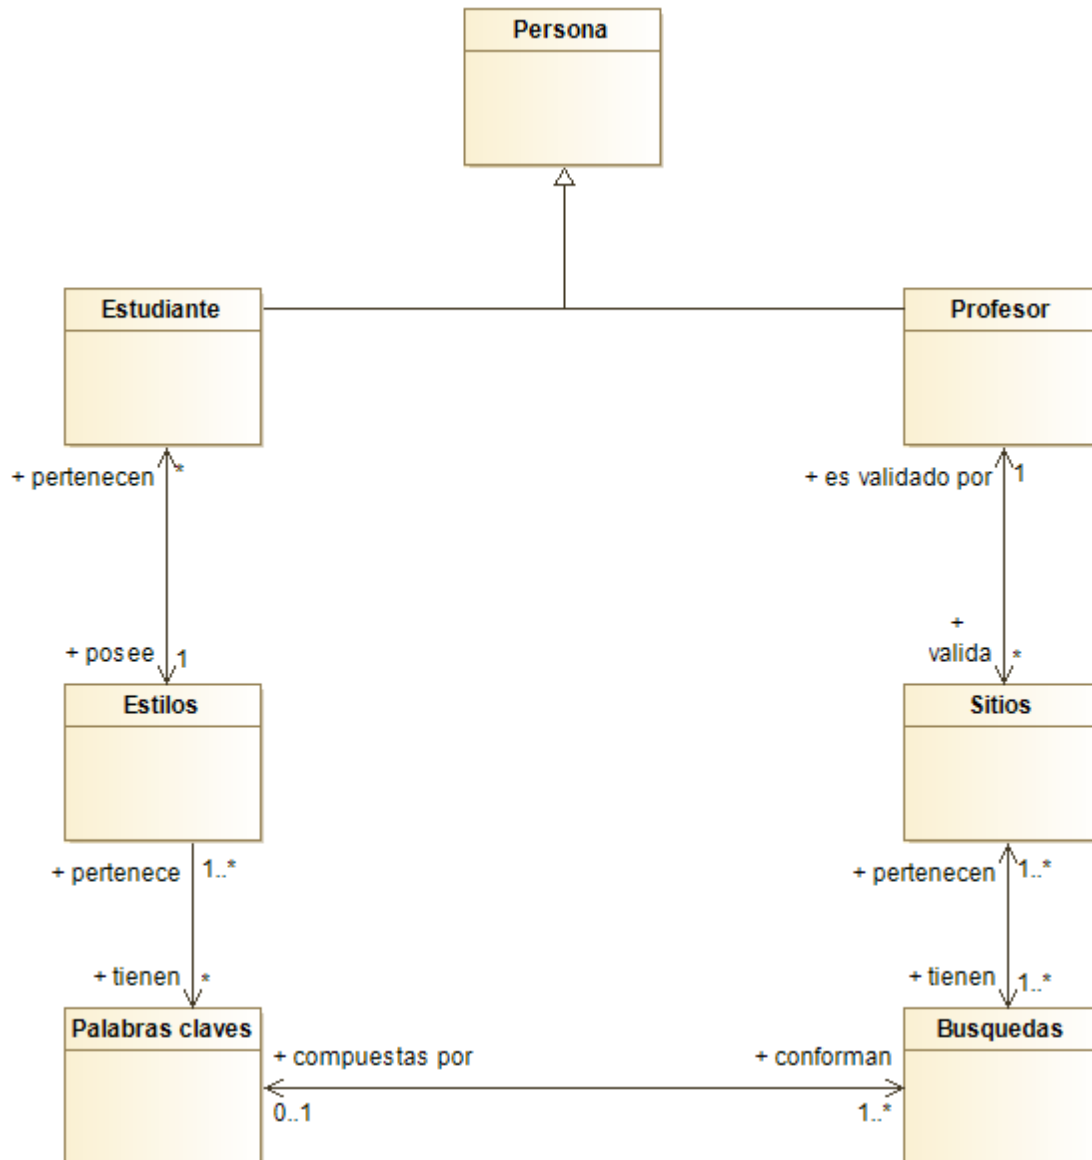 Persona
Estudiante
Profesor
+ pertenecen
*
+ es validado por
1
+ posee
1
+
valida
*
Estilos
Sitios
+ pertenece
1..*
+ pertenecen
1..*
+ tienen
*
+ tienen
1..*
Palabras claves
Busquedas
+ compuestas por
+ conforman
0..1
1..*